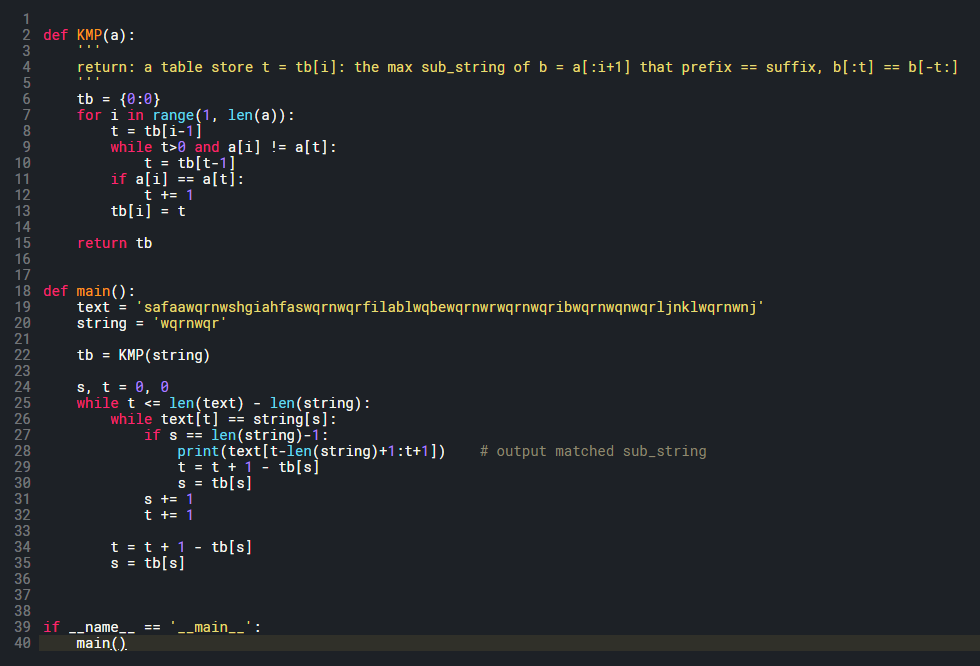 1
2 def KMP(a):
3     '''
4     return: a table store t = tb[i]: the max sub_string of b = a[:i+1] that prefix == suffix, b[:t] == b[-t:]
5     '''
6     tb = {0:0}
7     for i in range(1, len(a)):
8         t = tb[i-1]
9         while t>0 and a[i] != a[t]:
10             t = tb[t-1]
11         if a[i] == a[t]:
12             t += 1
13         tb[i] = t
14
15     return tb
16
17
18 def main():
19     text = 'safaawqrnwshgiahfaswqrnwqrfilablwqbewqrnwrwqrnwqribwqrnwqnwqrljnklwqrnwnj'
20     string = 'wqrnwqr'
21
22     tb = KMP(string)
23
24     s, t = 0, 0
25     while t <= len(text) - len(string):
26         while text[t] == string[s]:
27             if s == len(string)-1:
28                 print(text[t-len(string)+1:t+1])    # output matched sub_string
29                 t = t + 1 - tb[s]
30                 s = tb[s]
31             s += 1
32             t += 1
33
34         t = t + 1 - tb[s]
35         s = tb[s]
36
37
38
39 if __name__ == '__main__':
40     main()